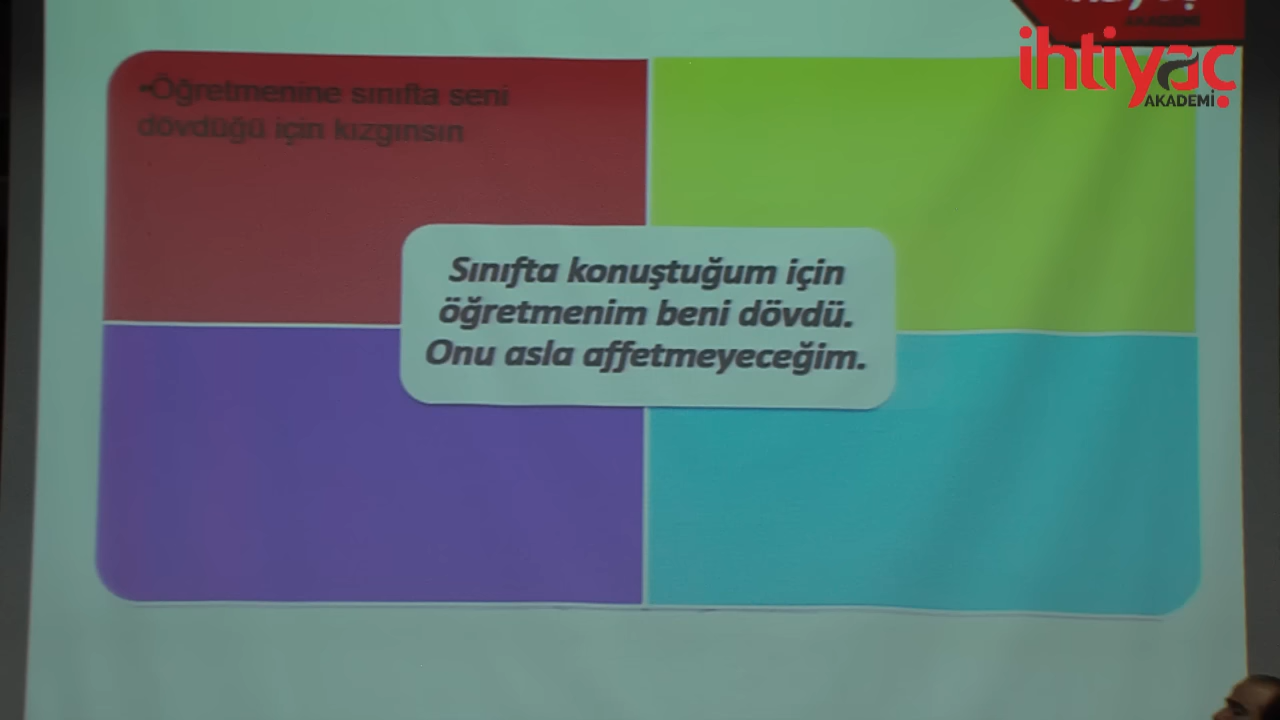 ihtiyaç
AKADEMİ
•Öğretmenine sınıfta seni
dövdüğü için kızgınsın
Sınıfta konuştuğum için
öğretmenim beni dövdü.
Onu asla affetmeyeceğim.